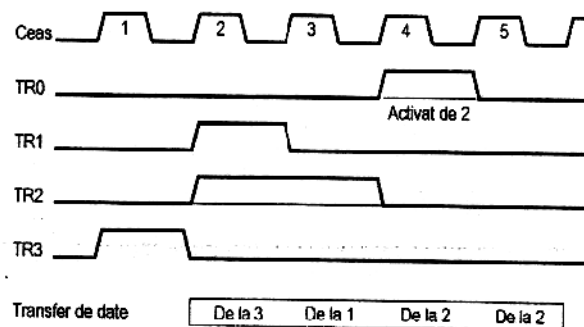 Ceas 1 2 3 4 5
TR0
Activat de 2
TR1
TR2
TR3
Transfer de date De la 3 De la 1 De la 2 De la 2